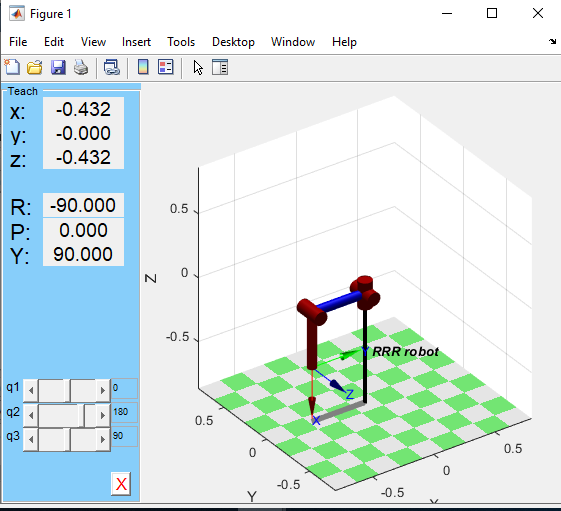 Figure 1
File Edit View Insert Tools Desktop Window Help
Teach
x: -0.432
y: -0.000
z: -0.432
R: -90.000
P: 0.000
Y: 90.000
q1 0
q2 180
q3 90
X
Z
0.5
0
-0.5
RRR robot
Z
X
0.5
0
-0.5
Y
-0.5
0
0.5